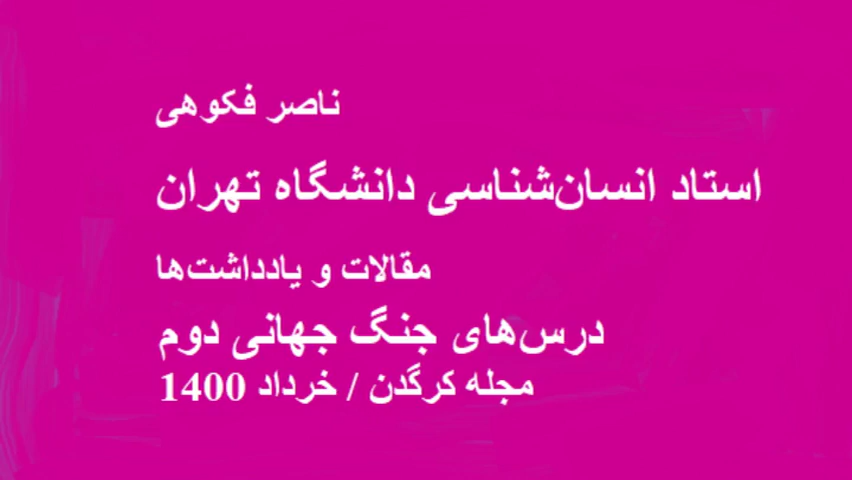 ناصر فکوهی
استاد انسان‌شناسی دانشگاه تهران
مقالات و یادداشت‌ها
درس‌های جنگ جهانی دوم
مجله کرگدن / خرداد 1400